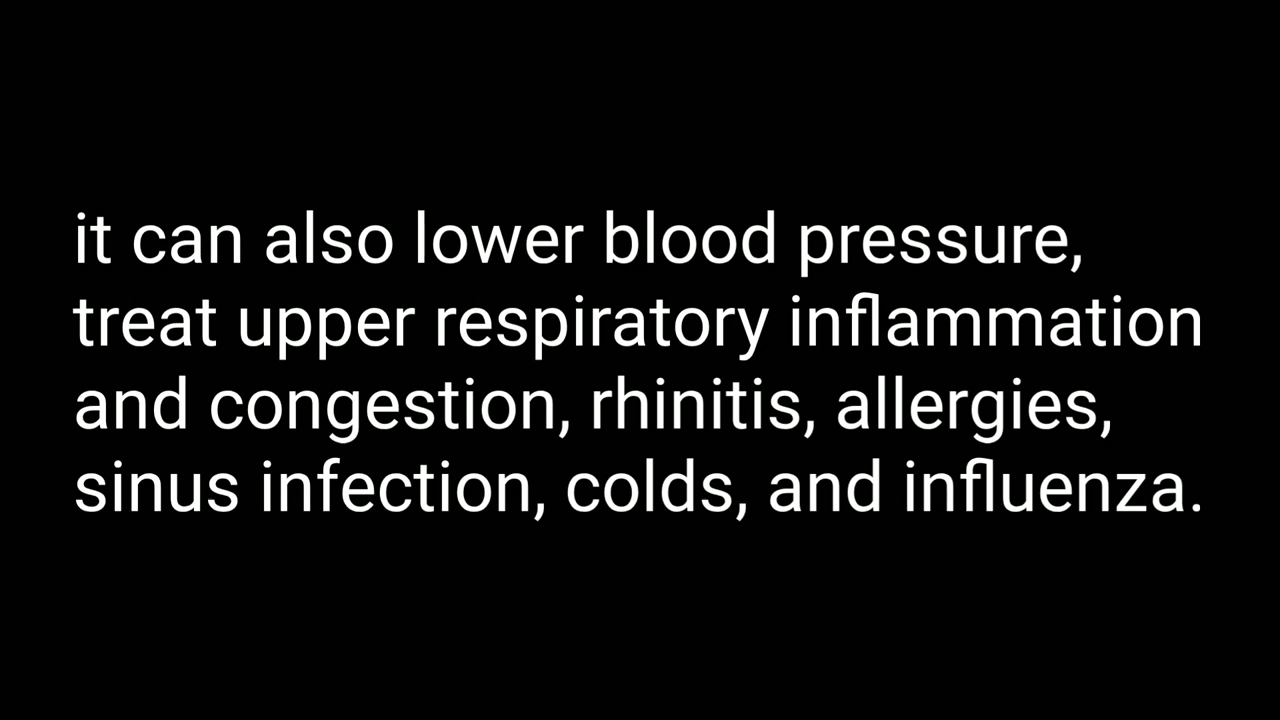 it can also lower blood pressure,
treat upper respiratory inflammation
and congestion, rhinitis, allergies,
sinus infection, colds, and influenza.